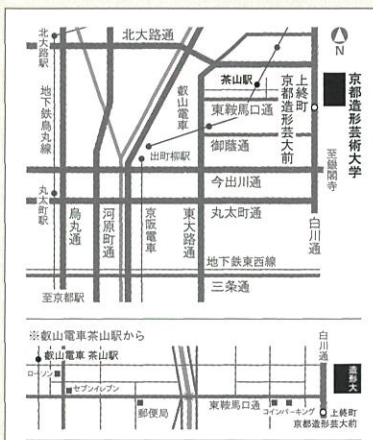 北大路通
北大路駅
N
茶山駅
上終町
京都造形芸大前
京都造形芸術大学
地下鉄烏丸線
叡山電車
東鞍馬口通
御蔭通
出町柳駅
至銀閣寺
今出川通
丸太町駅
烏丸通
河原町通
京阪電車
東大路通
丸太町通
白川通
地下鉄東西線
三条通
至京都駅
※叡山電車茶山駅から
叡山電車 茶山駅
白川通
ローソン
セブンイレブン
造形大
郵便局
東鞍馬口通
コインパーキング
上終町
京都造形芸大前